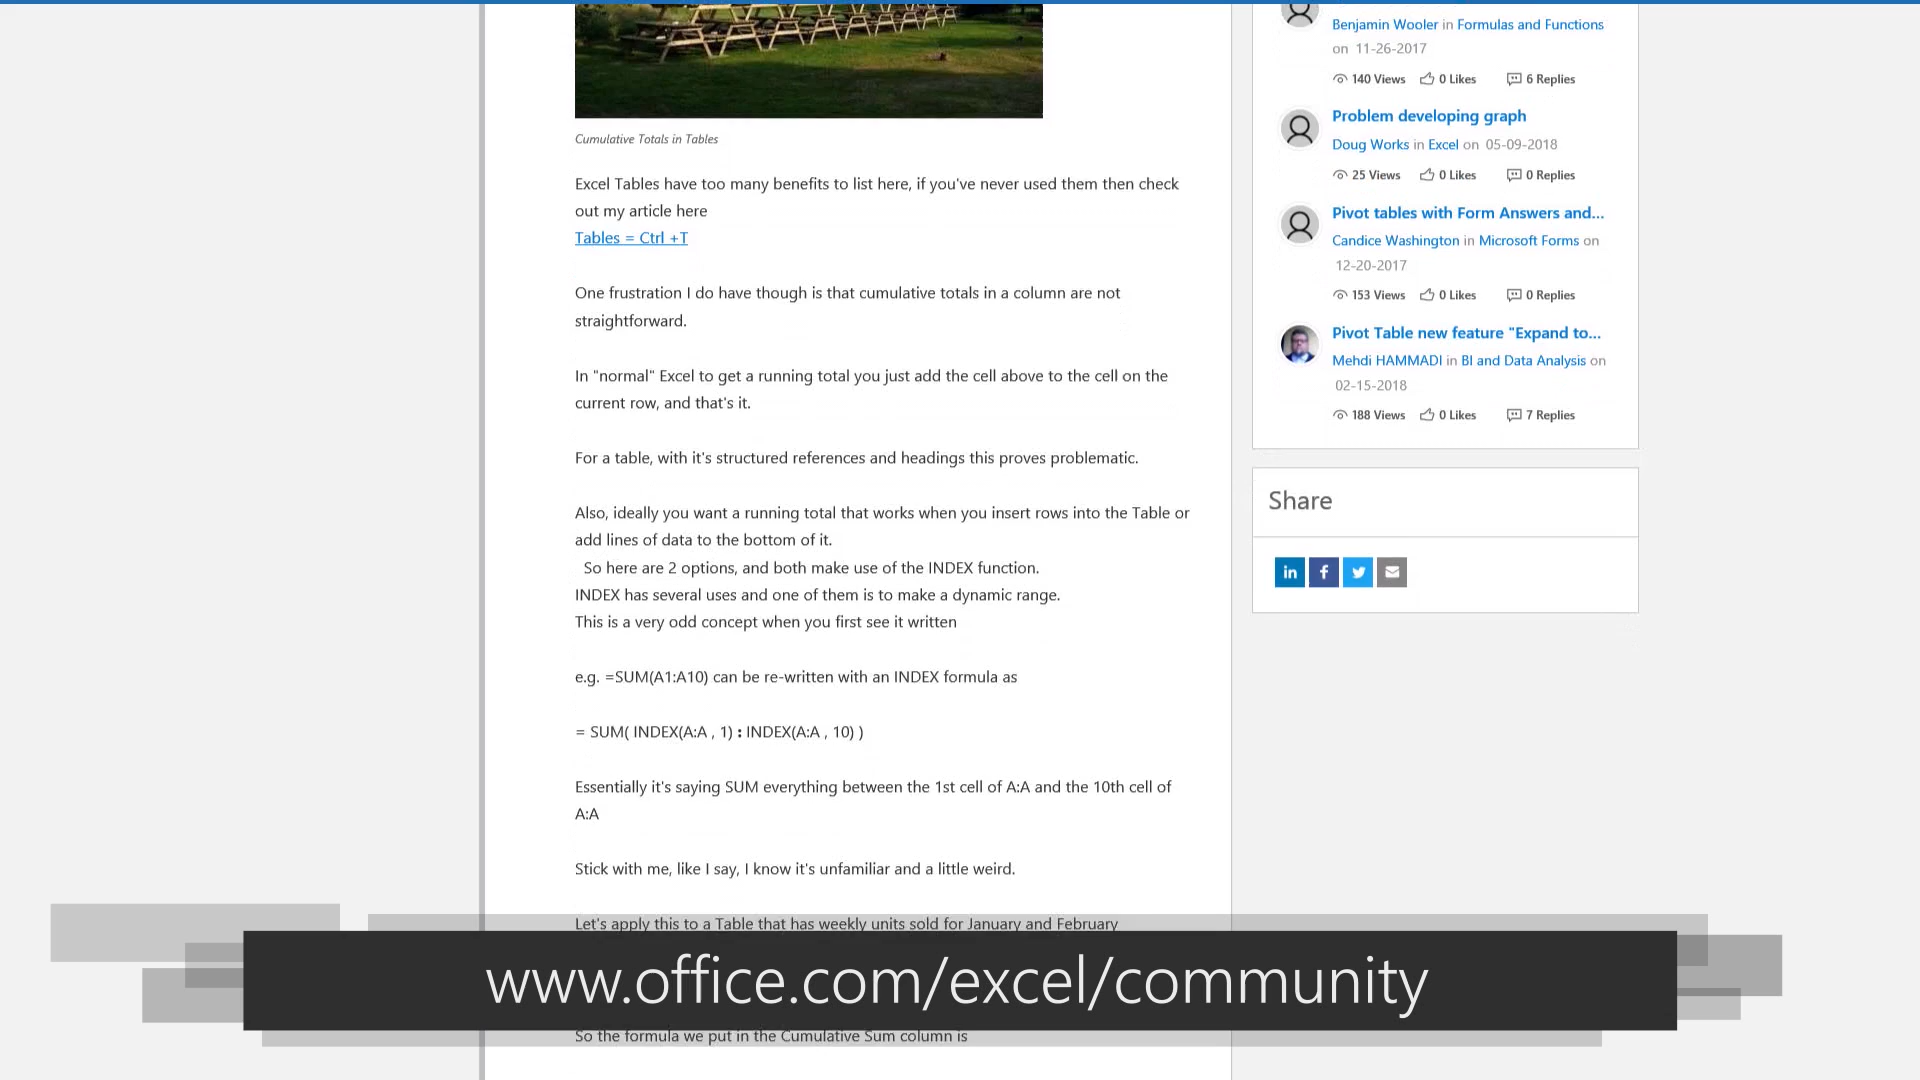 Cumulative Totals in Tables
Excel Tables have too many benefits to list here, if you've never used them then check
out my article here
Tables = Ctrl +T
One frustration I do have though is that cumulative totals in a column are not
straightforward.
In "normal" Excel to get a running total you just add the cell above to the cell on the
current row, and that's it.
For a table, with it's structured references and headings this proves problematic.
Also, ideally you want a running total that works when you insert rows into the Table or
add lines of data to the bottom of it.
So here are 2 options, and both make use of the INDEX function.
INDEX has several uses and one of them is to make a dynamic range.
This is a very odd concept when you first see it written
e.g. =SUM(A1:A10) can be re-written with an INDEX formula as
= SUM( INDEX(A:A , 1) : INDEX(A:A , 10) )
Essentially it's saying SUM everything between the 1st cell of A:A and the 10th cell of
A:A
Stick with me, like I say, I know it's unfamiliar and a little weird.
Let's apply this to a Table that has weekly units sold for January and February
So the formula we put in the Cumulative Sum column is
Benjamin Wooler in Formulas and Functions
on 11-26-2017
140 Views 0 Likes 6 Replies
Problem developing graph
Doug Works in Excel on 05-09-2018
25 Views 0 Likes 0 Replies
Pivot tables with Form Answers and...
Candice Washington in Microsoft Forms on
12-20-2017
153 Views 0 Likes 0 Replies
Pivot Table new feature "Expand to...
Mehdi HAMMADI in BI and Data Analysis on
02-15-2018
188 Views 0 Likes 7 Replies
Share
in f
www.office.com/excel/community